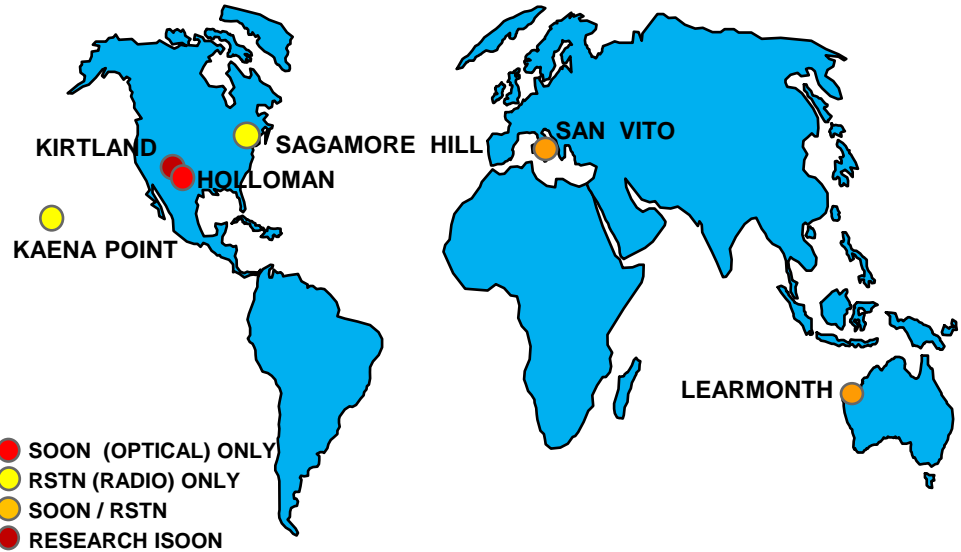 SAN VITO
SAGAMORE HILL
KIRTLAND
HOLLOMAN
KAENA POINT
LEARMONTH
SOON (OPTICAL) ONLY
RSTN (RADIO) ONLY
SOON / RSTN
RESEARCH ISOON